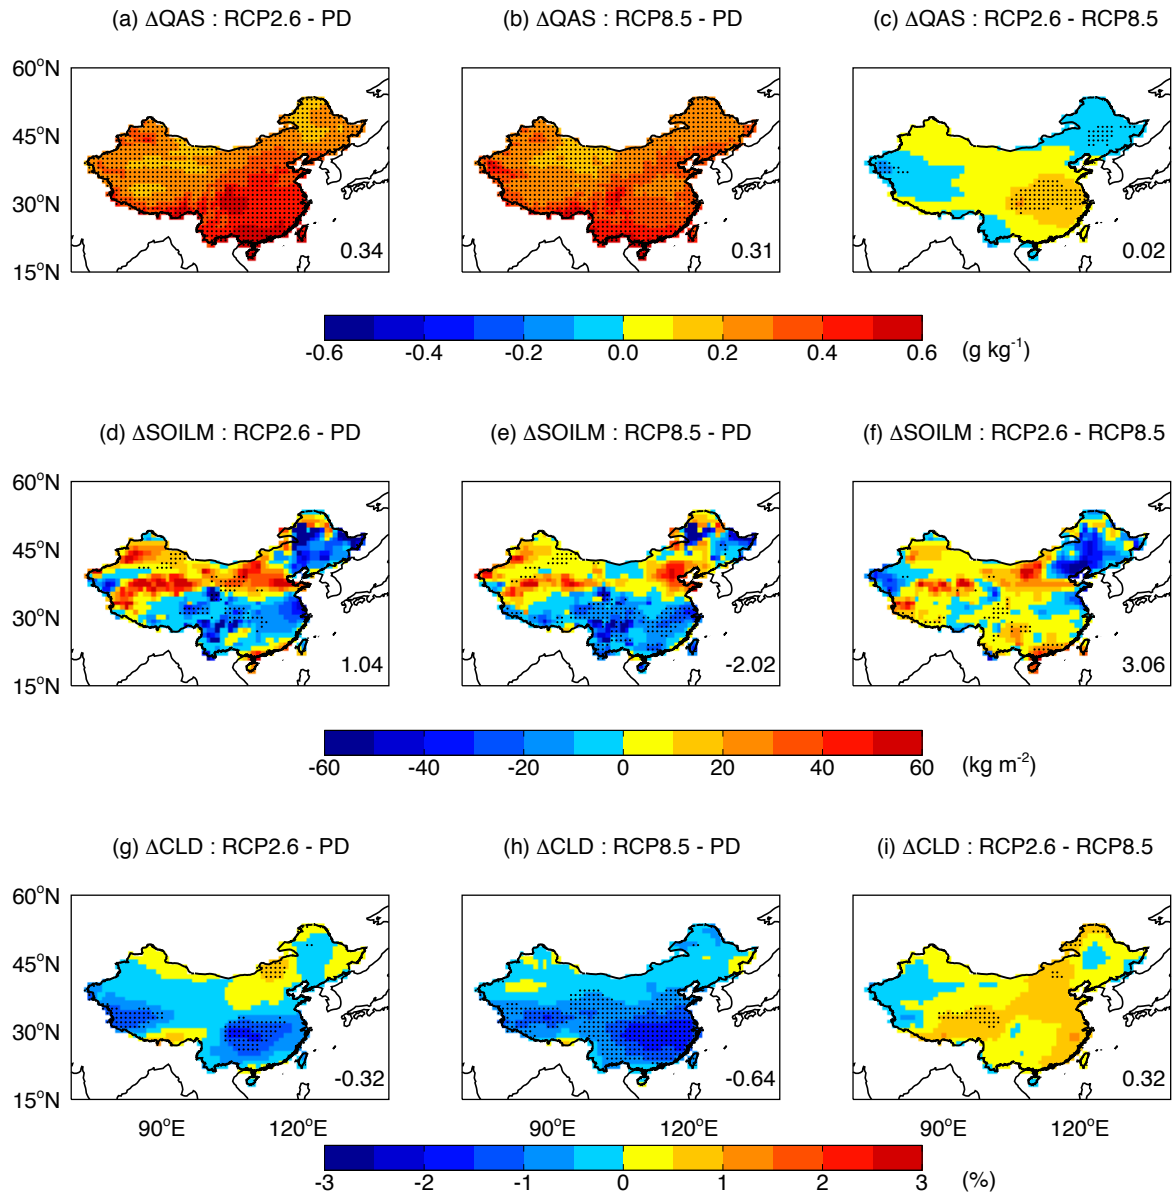 (a) ΔQAS : RCP2.6 - PD (b) ΔQAS : RCP8.5 - PD (c) ΔQAS : RCP2.6 - RCP8.5
60°N
45°N
30°N
15°N
0.34 0.31 0.02
-0.6 -0.4 -0.2 0.0 0.2 0.4 0.6 (g kg⁻¹)
(d) ΔSOILM : RCP2.6 - PD (e) ΔSOILM : RCP8.5 - PD (f) ΔSOILM : RCP2.6 - RCP8.5
60°N
45°N
30°N
15°N
1.04 -2.02 3.06
-60 -40 -20 0 20 40 60 (kg m⁻²)
(g) ΔCLD : RCP2.6 - PD (h) ΔCLD : RCP8.5 - PD (i) ΔCLD : RCP2.6 - RCP8.5
60°N
45°N
30°N
15°N
-0.32 -0.64 0.32
90°E 120°E 90°E 120°E 90°E 120°E
-3 -2 -1 0 1 2 3 (%)